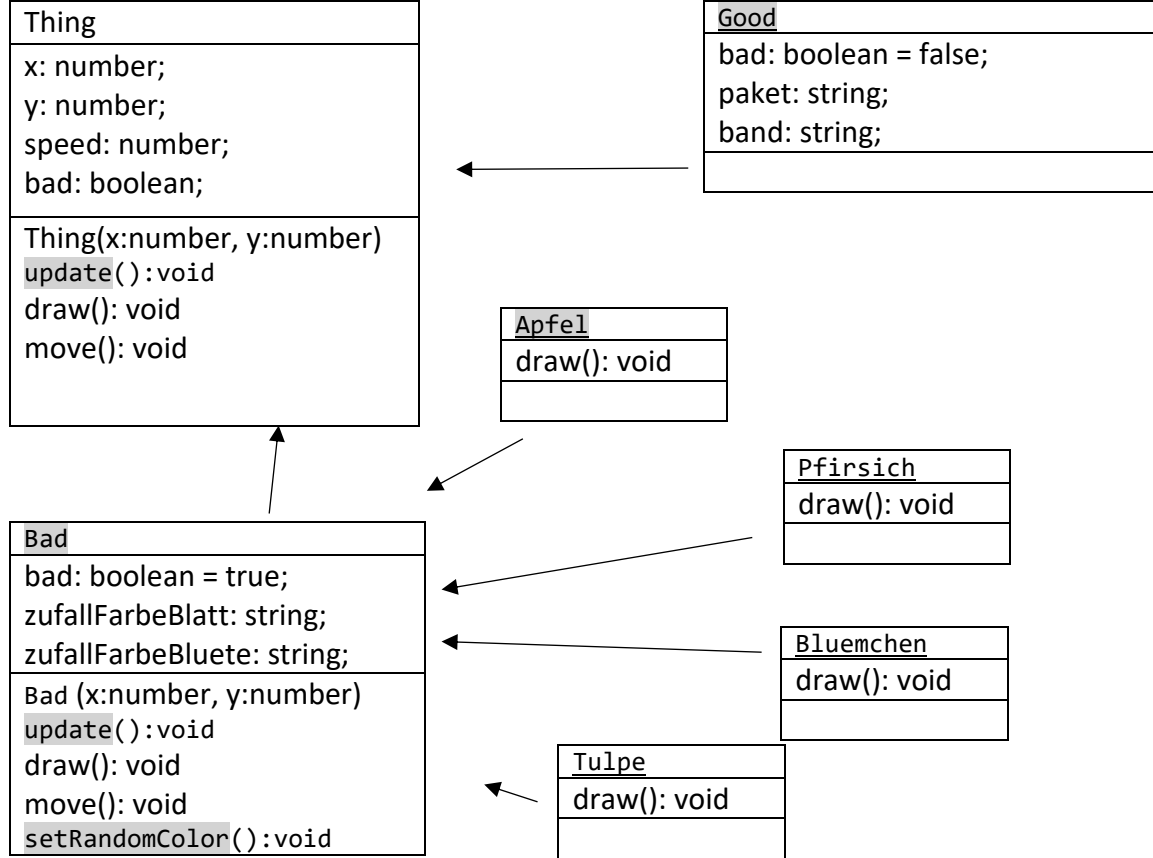 Thing
x: number;
y: number;
speed: number;
bad: boolean;
Thing(x:number, y:number)
update():void
draw(): void
move(): void
Good
bad: boolean = false;
paket: string;
band: string;
Apfel
draw(): void
Pfirsich
draw(): void
Bad
bad: boolean = true;
zufallFarbeBlatt: string;
zufallFarbeBluete: string;
Bad (x:number, y:number)
update():void
draw(): void
move(): void
setRandomColor():void
Bluemchen
draw(): void
Tulpe
draw(): void